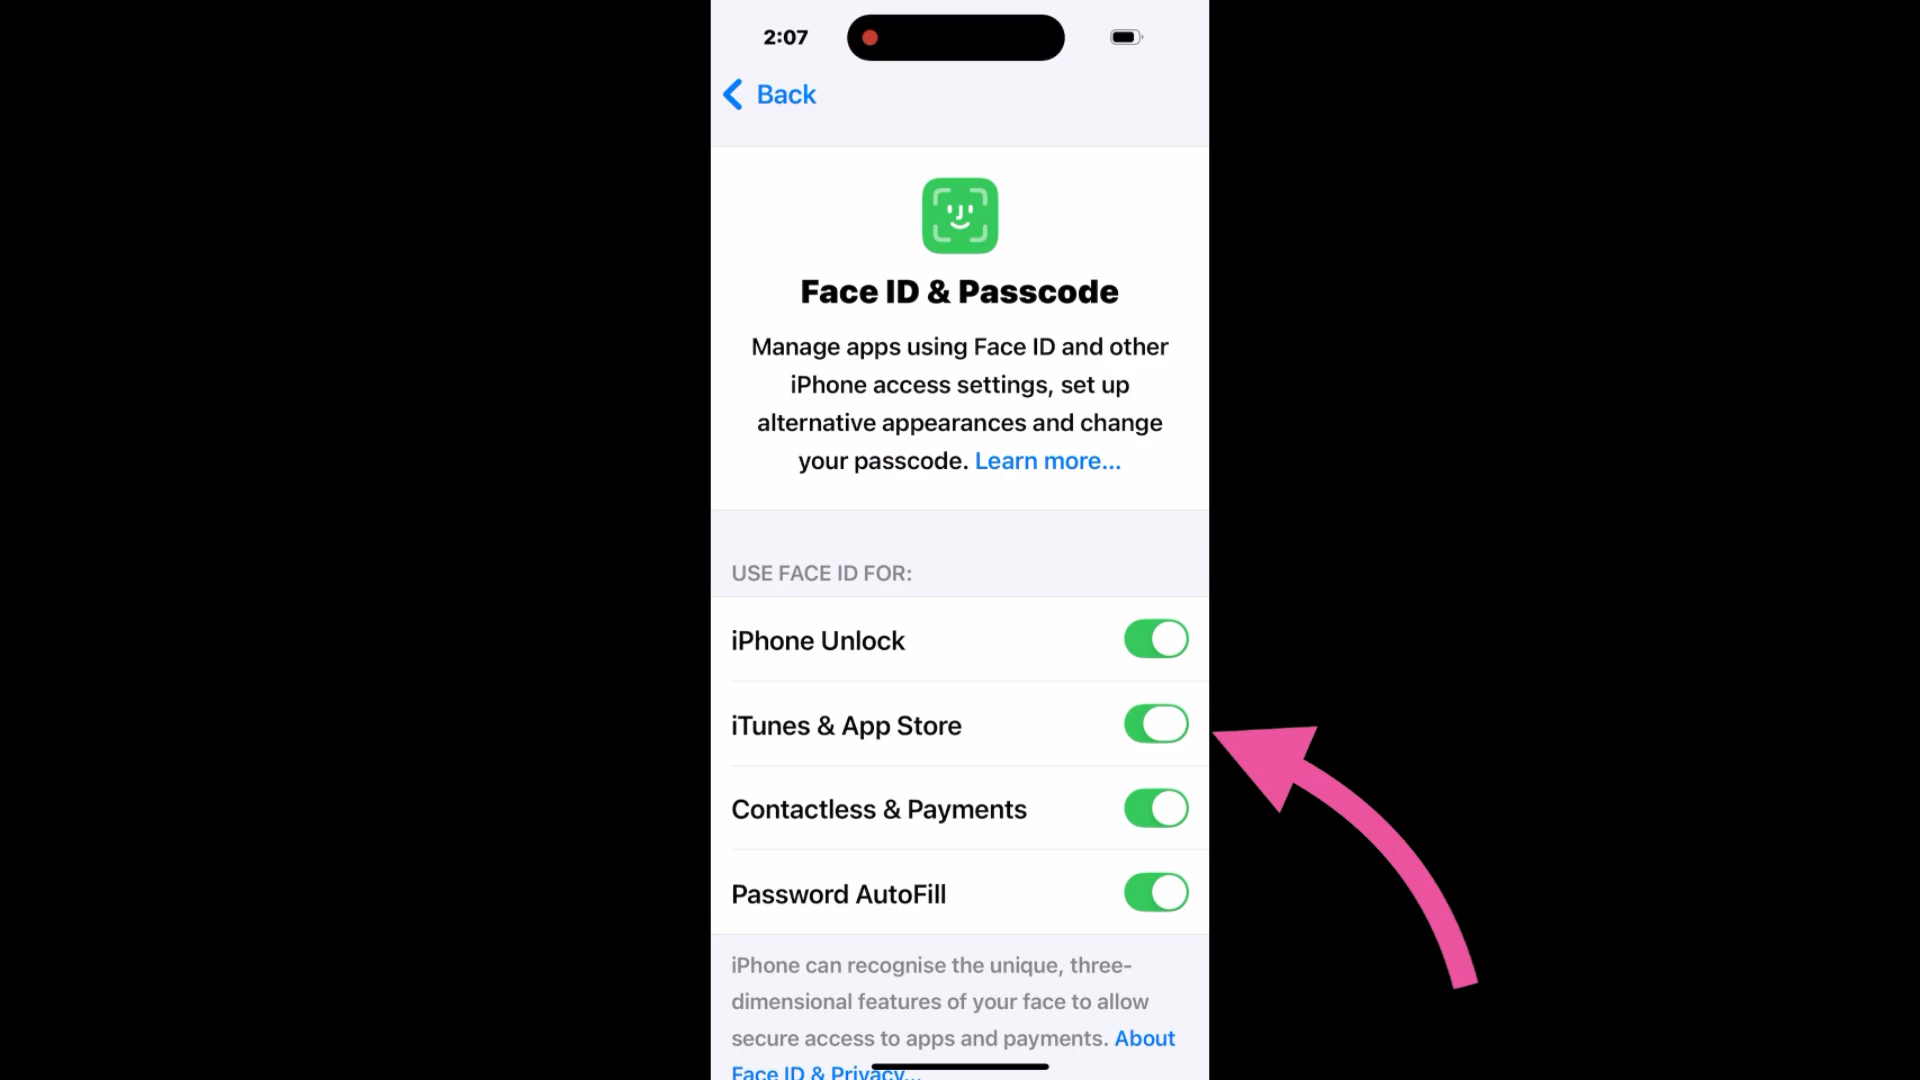 2:07
Back
Face ID & Passcode
Manage apps using Face ID and other
iPhone access settings, set up
alternative appearances and change
your passcode. Learn more...
USE FACE ID FOR:
iPhone Unlock
iTunes & App Store
Contactless & Payments
Password AutoFill
iPhone can recognise the unique, three-
dimensional features of your face to allow
secure access to apps and payments. About
Face ID & Privacy...